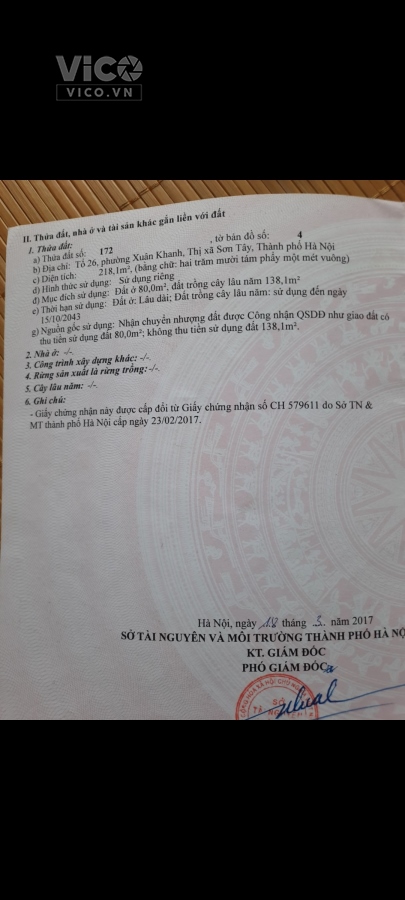 VICO
VICO.VN
II. Thửa đất, nhà ở và tài sản khác gắn liền với đất
1. Thửa đất:
a) Thửa đất số: 172 , tờ bản đồ số: 4
b) Địa chỉ: Tổ 26, phường Xuân Khanh, Thị xã Sơn Tây, Thành phố Hà Nội
c) Diện tích: 218,1m², (bằng chữ: hai trăm mười tám phẩy một mét vuông)
d) Hình thức sử dụng: Sử dụng riêng
đ) Mục đích sử dụng: Đất ở 80,0m², đất trồng cây lâu năm 138,1m²
e) Thời hạn sử dụng: Đất ở: Lâu dài; Đất trồng cây lâu năm: sử dụng đến ngày
15/10/2043
g) Nguồn gốc sử dụng: Nhận chuyển nhượng đất được Công nhận QSDĐ như giao đất có
thu tiền sử dụng đất 80,0m²; không thu tiền sử dụng đất 138,1m².
2. Nhà ở: -/-.
3. Công trình xây dựng khác: -/-.
4. Rừng sản xuất là rừng trồng: -/-.
5. Cây lâu năm: -/-.
6. Ghi chú:
- Giấy chứng nhận này được cấp đổi từ Giấy chứng nhận số CH 579611 do Sở TN &
MT thành phố Hà Nội cấp ngày 23/02/2017.
Hà Nội, ngày 18 tháng 3. năm 2017
SỞ TÀI NGUYÊN VÀ MÔI TRƯỜNG THÀNH PHỐ HÀ NỘ
KT. GIÁM ĐỐC
PHÓ GIÁM ĐỐC
SỞ